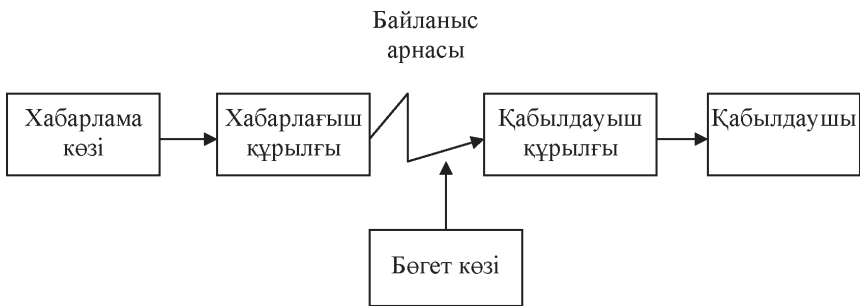 Байланыс
арнасы
Хабарлама
көзі
Хабарлағыш
құрылғы
Қабылдауыш
құрылғы
Қабылдаушы
Бөгет көзі